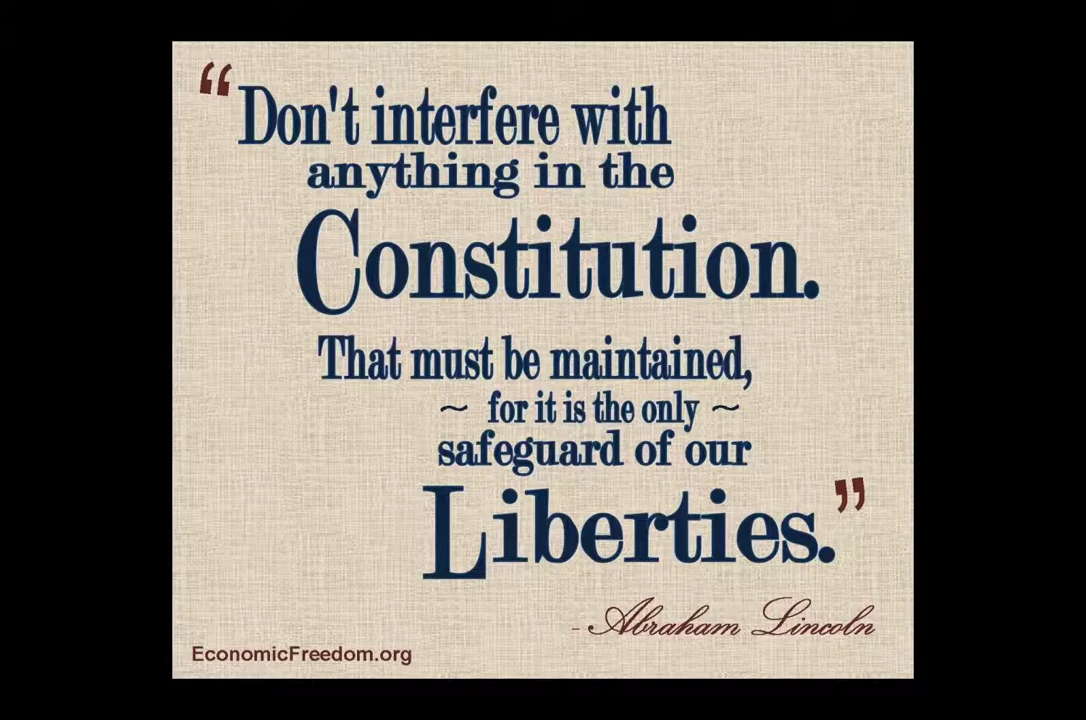 “Don't interfere with
anything in the
Constitution.
That must be maintained,
~ for it is the only ~
safeguard of our
Liberties.”
- Abraham Lincoln
EconomicFreedom.org